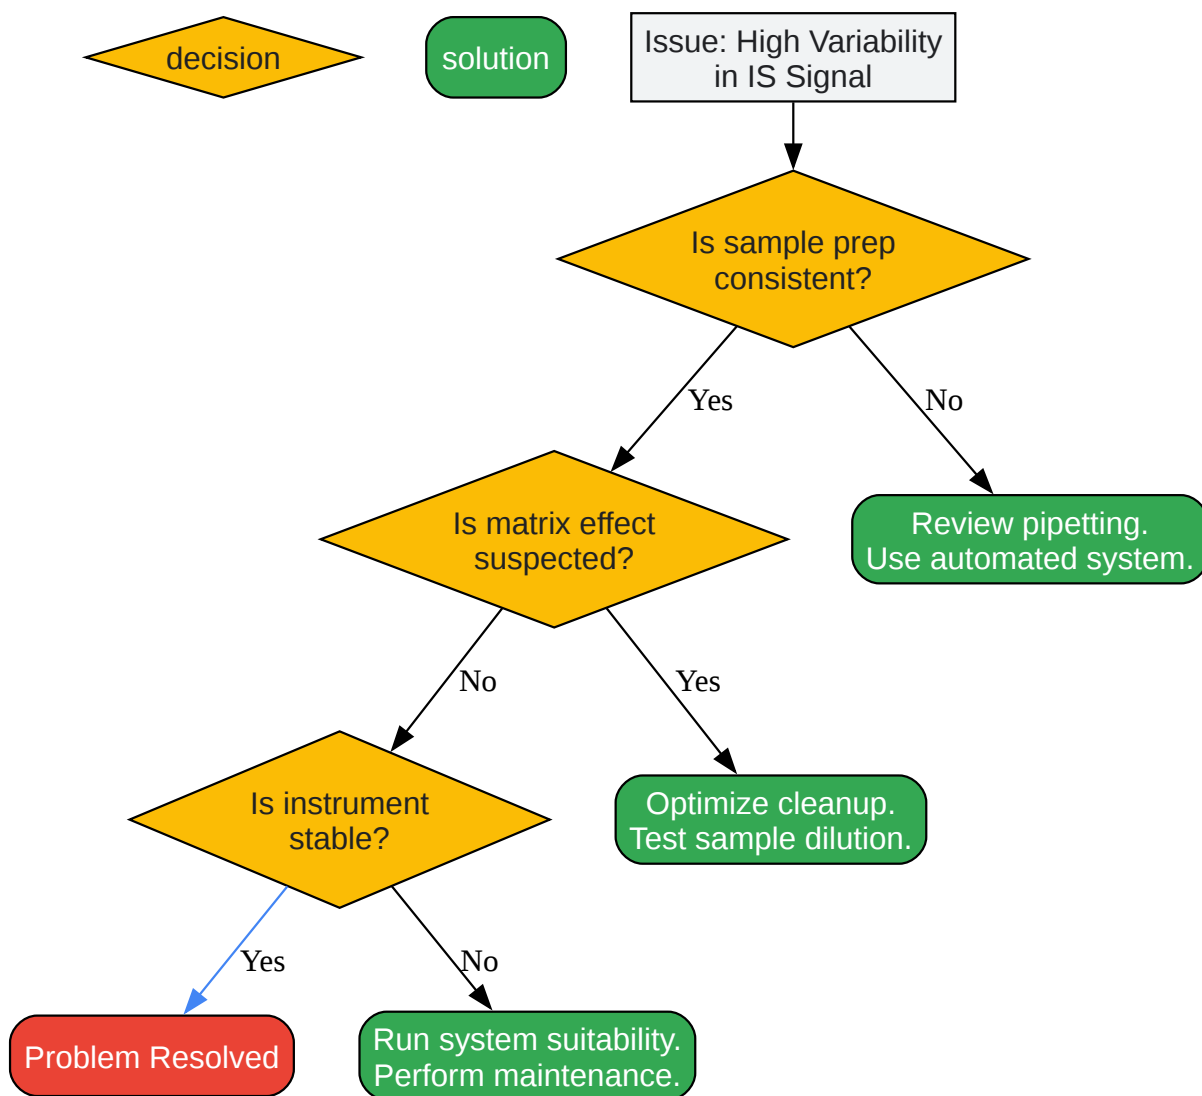 decision
solution
Issue: High Variability
in IS Signal
Is sample prep
consistent?
Yes
No
Is matrix effect
suspected?
Review pipetting.
Use automated system.
No
Yes
Is instrument
stable?
Optimize cleanup.
Test sample dilution.
Yes
No
Problem Resolved
Run system suitability.
Perform maintenance.